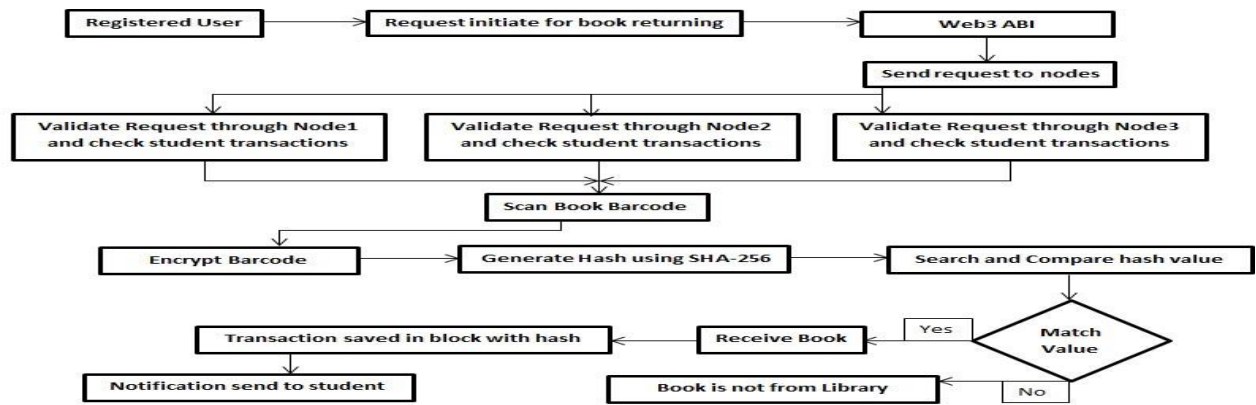 Registered User
Request initiate for book returning
Web3 ABI
Send request to nodes
Validate Request through Node1
and check student transactions
Validate Request through Node2
and check student transactions
Validate Request through Node3
and check student transactions
Scan Book Barcode
Encrypt Barcode
Generate Hash using SHA-256
Search and Compare hash value
Match
Value
Yes
Receive Book
Transaction saved in block with hash
Notification send to student
No
Book is not from Library